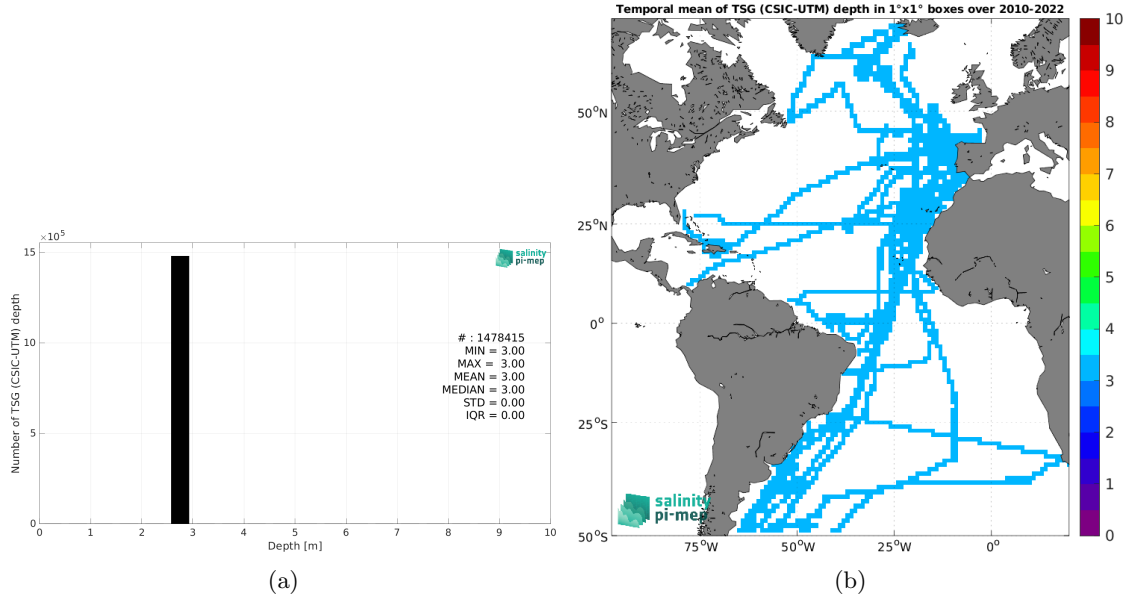 ×10⁵
15
10
5
0
Number of TSG (CSIC-UTM) depth
salinity
pi-mep
# : 1478415
MIN = 3.00
MAX = 3.00
MEAN = 3.00
MEDIAN = 3.00
STD = 0.00
IQR = 0.00
0 1 2 3 4 5 6 7 8 9 10
Depth [m]
(a)
Temporal mean of TSG (CSIC-UTM) depth in 1°x1° boxes over 2010-2022
50°N
25°N
0°
25°S
50°S
75°W 50°W 25°W 0°
salinity
pi-mep
10
9
8
7
6
5
4
3
2
1
0
(b)